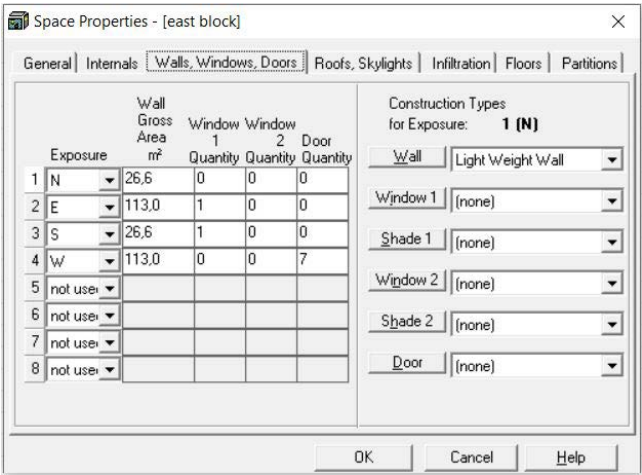 Space Properties - [east block]
General Internals Walls, Windows, Doors Roofs, Skylights Infiltration Floors Partitions
Wall
Gross
Area
m²
Window
1
Quantity
Window
2
Quantity
Door
Quantity
Exposure
1 N 26,6 0 0 0
2 E 113,0 1 0 0
3 S 26,6 1 0 0
4 W 113,0 0 0 7
5 not use
6 not use
7 not use
8 not use
Construction Types
for Exposure: 1 (N)
Wall Light Weight Wall
Window 1 (none)
Shade 1 (none)
Window 2 (none)
Shade 2 (none)
Door (none)
OK Cancel Help